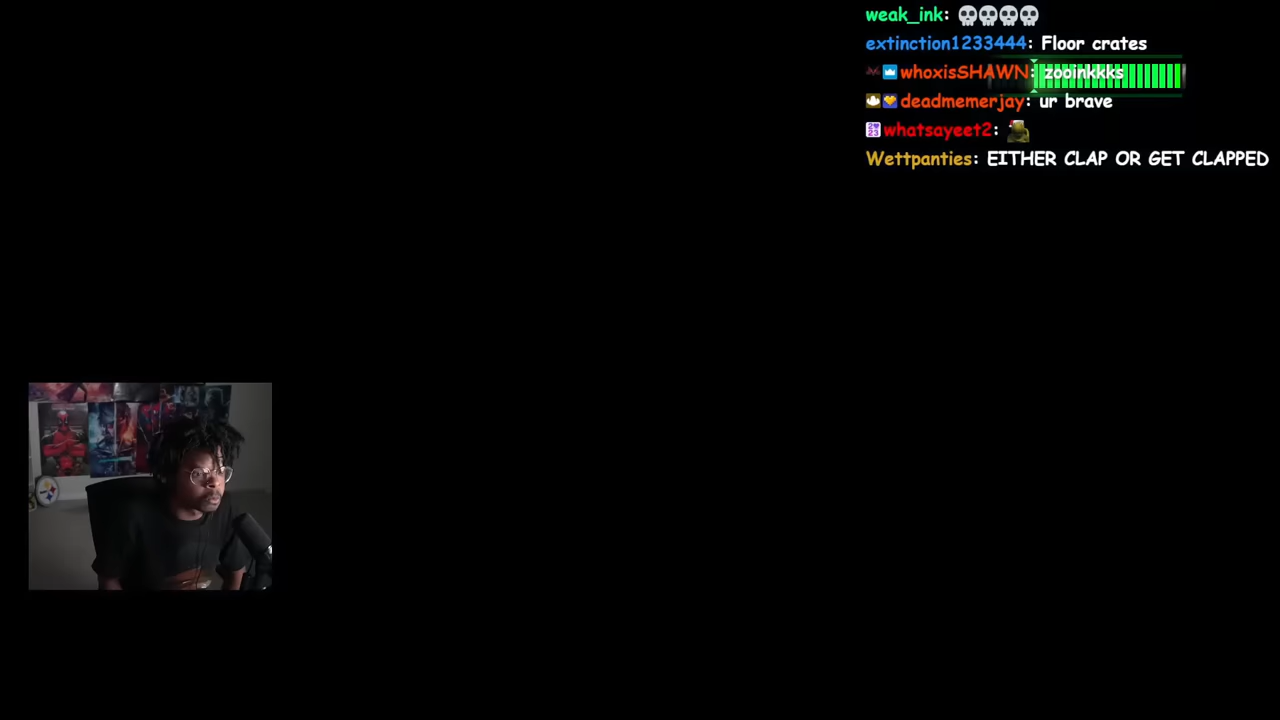 weak_ink: 💀💀💀💀
extinction1233444: Floor crates
whoxisSHAWN: zooinkkks
deadmemerjay: ur brave
whatsayeet2:
Wettpanties: EITHER CLAP OR GET CLAPPED